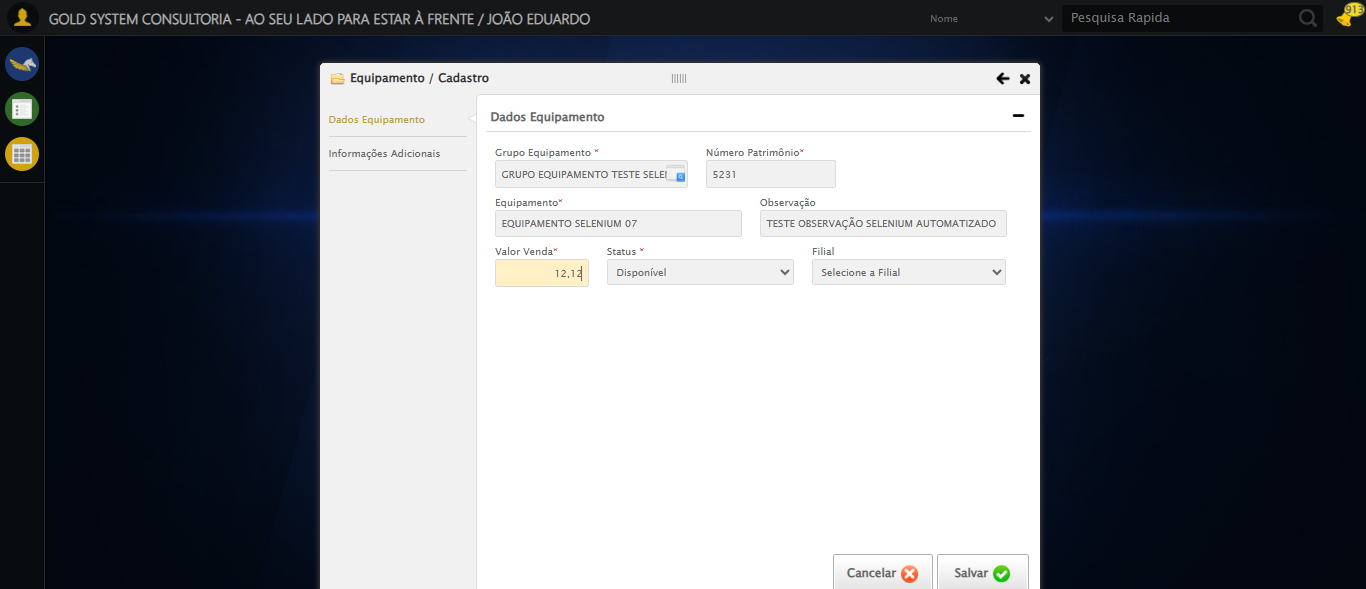 GOLD SYSTEM CONSULTORIA - AO SEU LADO PARA ESTAR À FRENTE / JOÃO EDUARDO
Nome
Pesquisa Rapida
913
Equipamento / Cadastro
Dados Equipamento
Informações Adicionais
Dados Equipamento
Grupo Equipamento * Número Patrimônio*
GRUPO EQUIPAMENTO TESTE SELE 5231
Equipamento* Observação
EQUIPAMENTO SELENIUM 07 TESTE OBSERVAÇÃO SELENIUM AUTOMATIZADO
Valor Venda* Status * Filial
12,12 Disponível Selecione a Filial
Cancelar Salvar